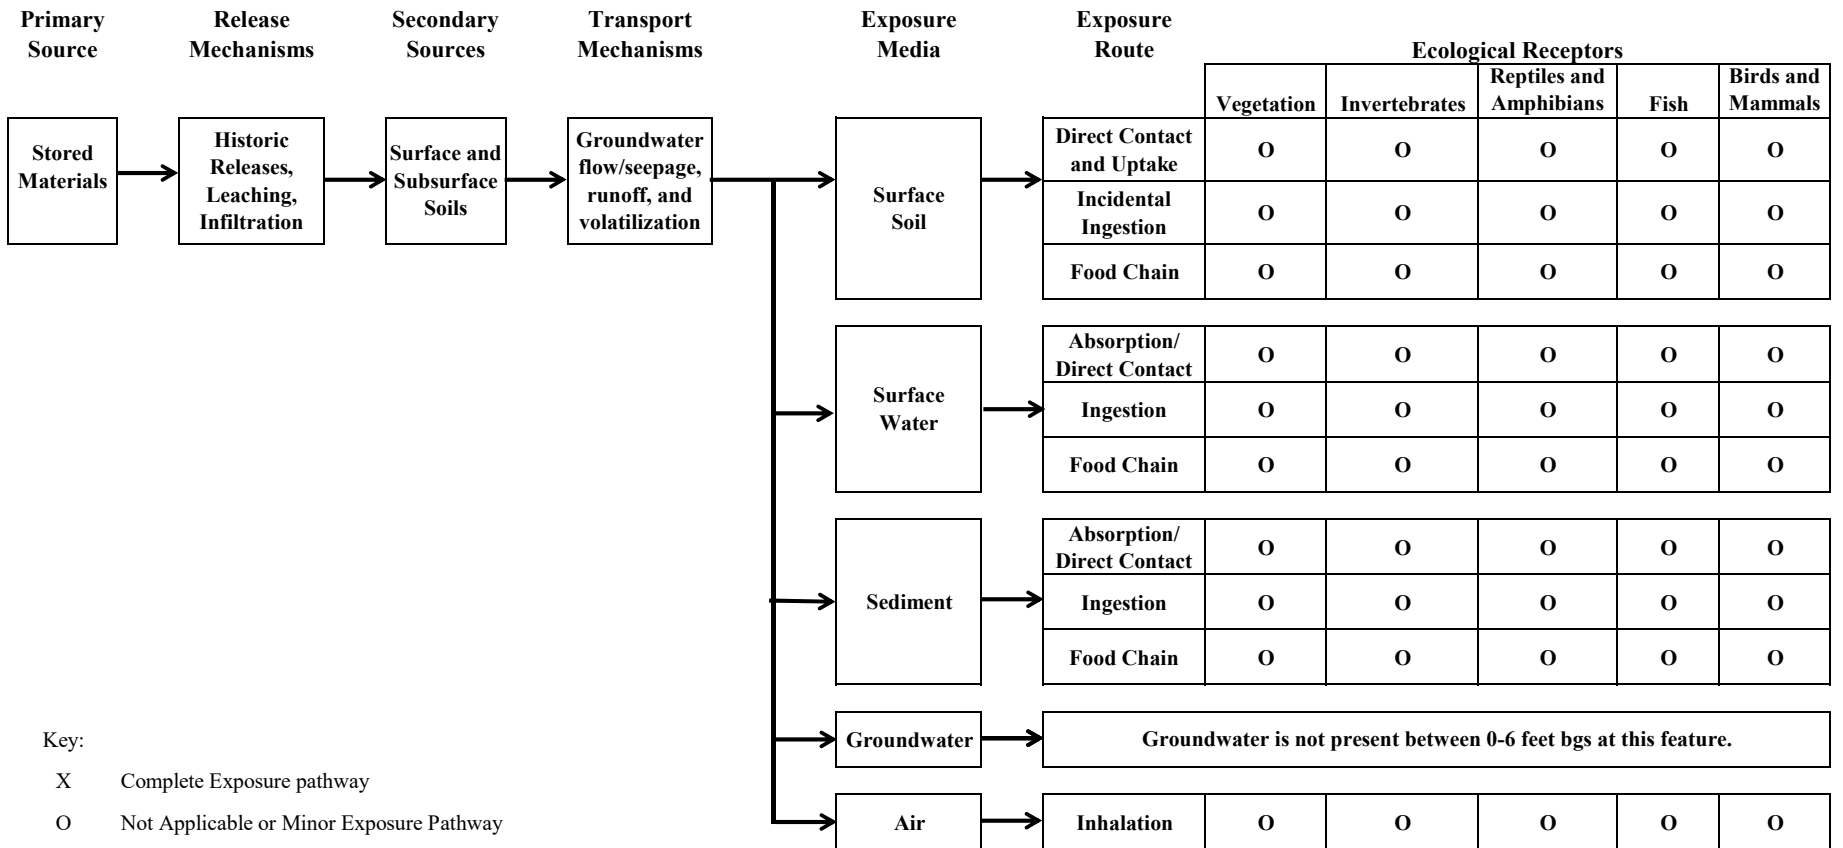 Primary Source
Release Mechanisms
Secondary Sources
Transport Mechanisms
Exposure Media
Exposure Route
Ecological Receptors
Vegetation
Invertebrates
Reptiles and
Amphibians
Fish
Birds and
Mammals
Stored
Materials
Historic
Releases,
Leaching,
Infiltration
Surface and
Subsurface
Soils
Groundwater
flow/seepage,
runoff, and
volatilization
Surface
Soil
Direct Contact
and Uptake
O O O O O
Incidental
Ingestion
O O O O O
Food Chain O O O O O
Surface
Water
Absorption/
Direct Contact
O O O O O
Ingestion O O O O O
Food Chain O O O O O
Sediment
Absorption/
Direct Contact
O O O O O
Ingestion O O O O O
Food Chain O O O O O
Groundwater
Groundwater is not present between 0-6 feet bgs at this feature.
Air
Inhalation O O O O O
Key:
X Complete Exposure pathway
O Not Applicable or Minor Exposure Pathway